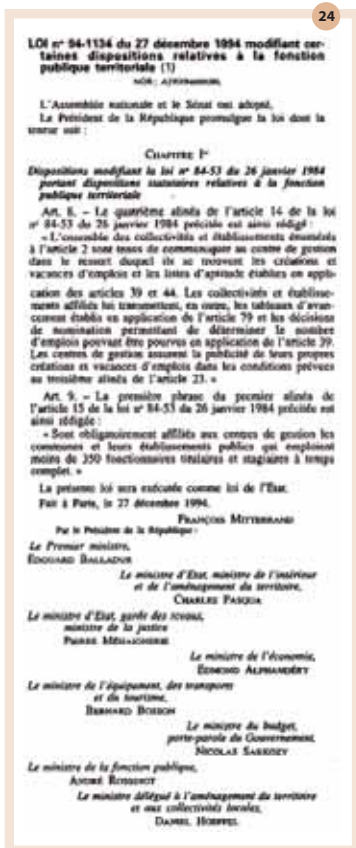 24
LOI n° 94-1134 du 27 décembre 1994 modifiant cer-
taines dispositions relatives à la fonction
publique territoriale (1)
NOR :
L'Assemblée nationale et le Sénat ont adopté,
Le Président de la République promulgue la loi dont la
teneur suit :
CHAPITRE Ier
Dispositions modifiant la loi n° 84-53 du 26 janvier 1984
portant dispositions statutaires relatives à la fonction
publique territoriale
Art. 8. – Le quatrième alinéa de l'article 14 de la loi
n° 84-53 du 26 janvier 1984 précitée est ainsi rédigé :
« L'ensemble des collectivités et établissements énumérés
à l'article 2 sont tenus de communiquer au centre de gestion
dans le ressort duquel ils se trouvent les créations et
vacances d'emplois et les listes d'aptitude établies en appli-
cation des articles 39 et 44. Les collectivités et établisse-
ments affiliés lui transmettent, en outre, les tableaux d'avan-
cement établis en application de l'article 79 et les décisions
de nomination permettant de déterminer le nombre
d'emplois pouvant être pourvus en application de l'article 39.
Les centres de gestion assurent la publicité de leurs propres
créations et vacances d'emplois dans les conditions prévues
au troisième alinéa de l'article 23. »
Art. 9. – La première phrase du premier alinéa de
l'article 15 de la loi n° 84-53 du 26 janvier 1984 précitée est
ainsi rédigée :
« Sont obligatoirement affiliés aux centres de gestion les
communes et leurs établissements publics qui emploient
moins de 350 fonctionnaires titulaires et stagiaires à temps
complet. »
La présente loi sera exécutée comme loi de l'Etat.
Fait à Paris, le 27 décembre 1994.
FRANÇOIS MITTERRAND
Par le Président de la République :
Le Premier ministre,
EDOUARD BALLADUR
Le ministre d'Etat, ministre de l'intérieur
et de l'aménagement du territoire,
CHARLES PASQUA
Le ministre d'Etat, garde des sceaux,
ministre de la justice
PIERRE MÉHAIGNERIE
Le ministre de l'économie,
EDMOND ALPHANDÉRY
Le ministre de l'équipement, des transports
et du tourisme,
BERNARD BOSSON
Le ministre du budget,
porte-parole du Gouvernement,
NICOLAS SARKOZY
Le ministre de la fonction publique,
ANDRÉ ROSSINOT
Le ministre délégué à l'aménagement du territoire
et aux collectivités locales,
DANIEL HOEFFEL